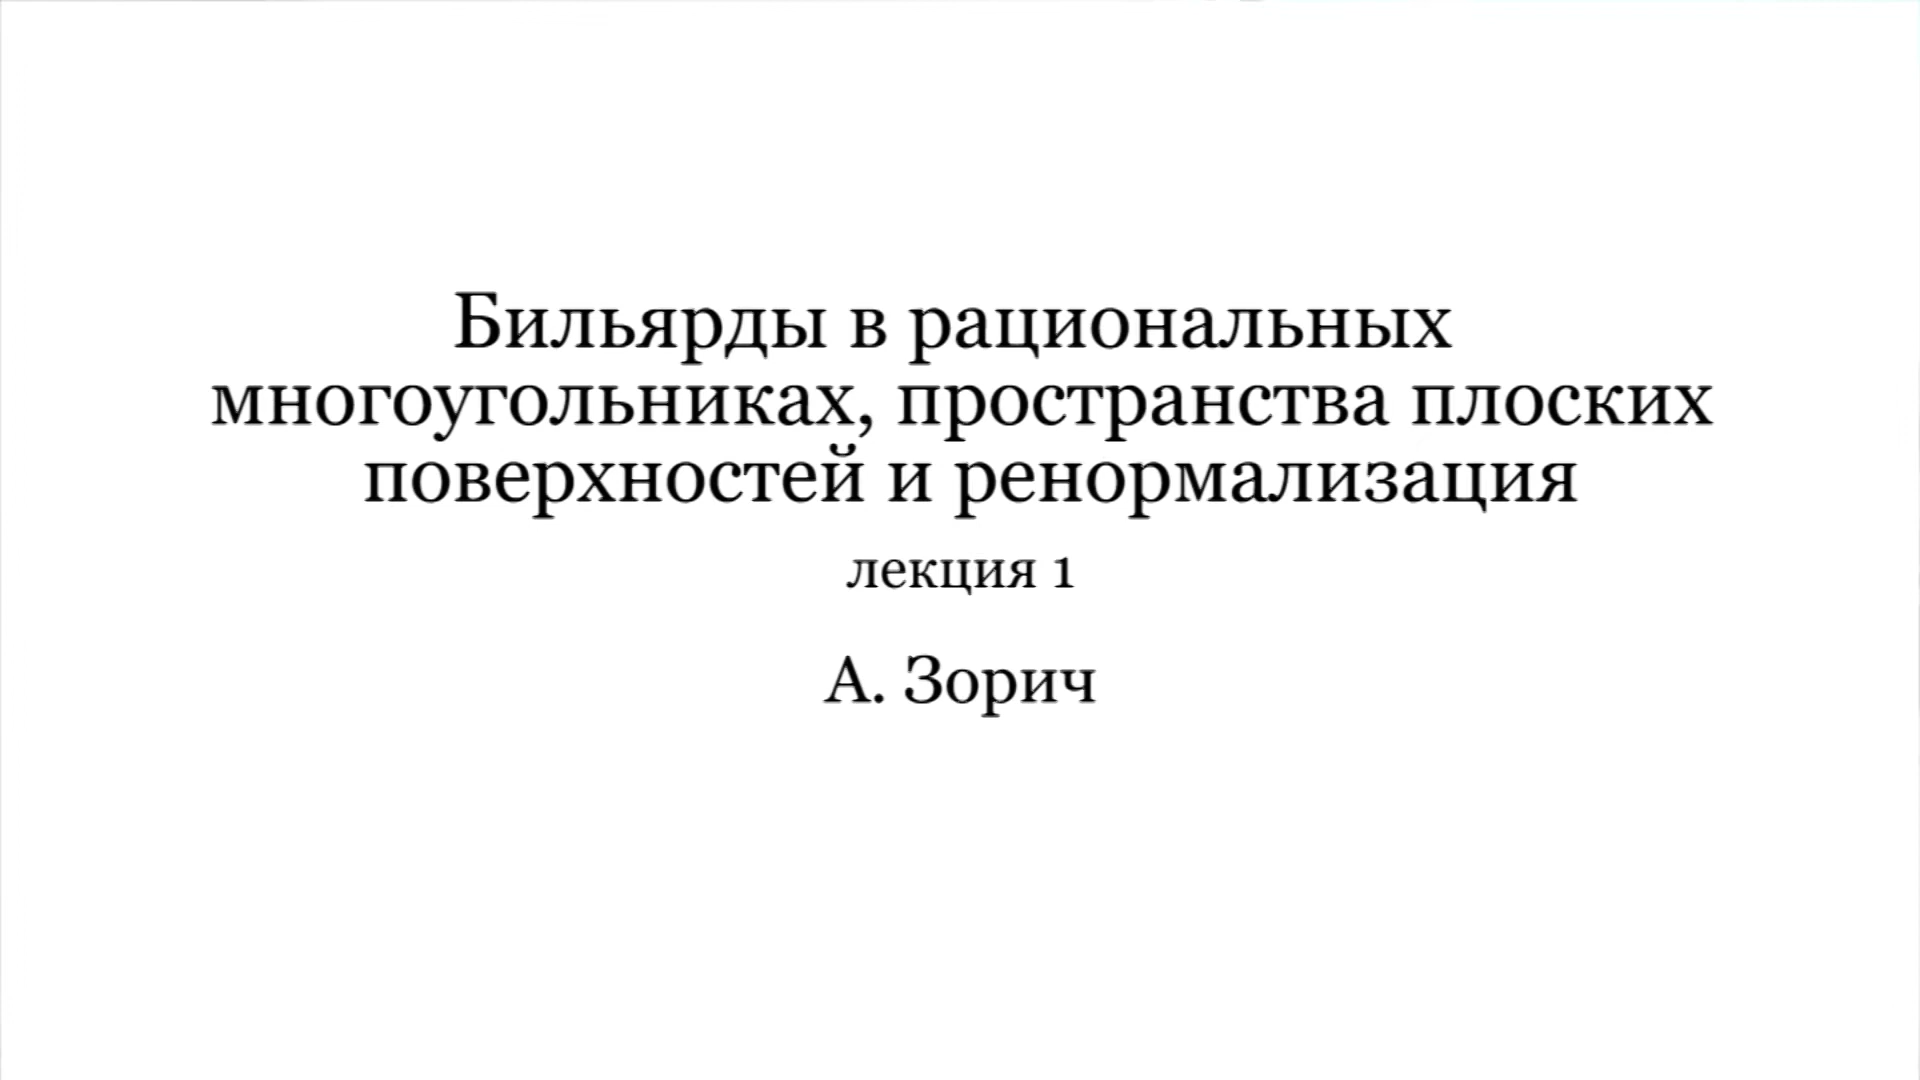 Бильярды в рациональных
многоугольниках, пространства плоских
поверхностей и ренормализация
лекция 1
А. Зорич